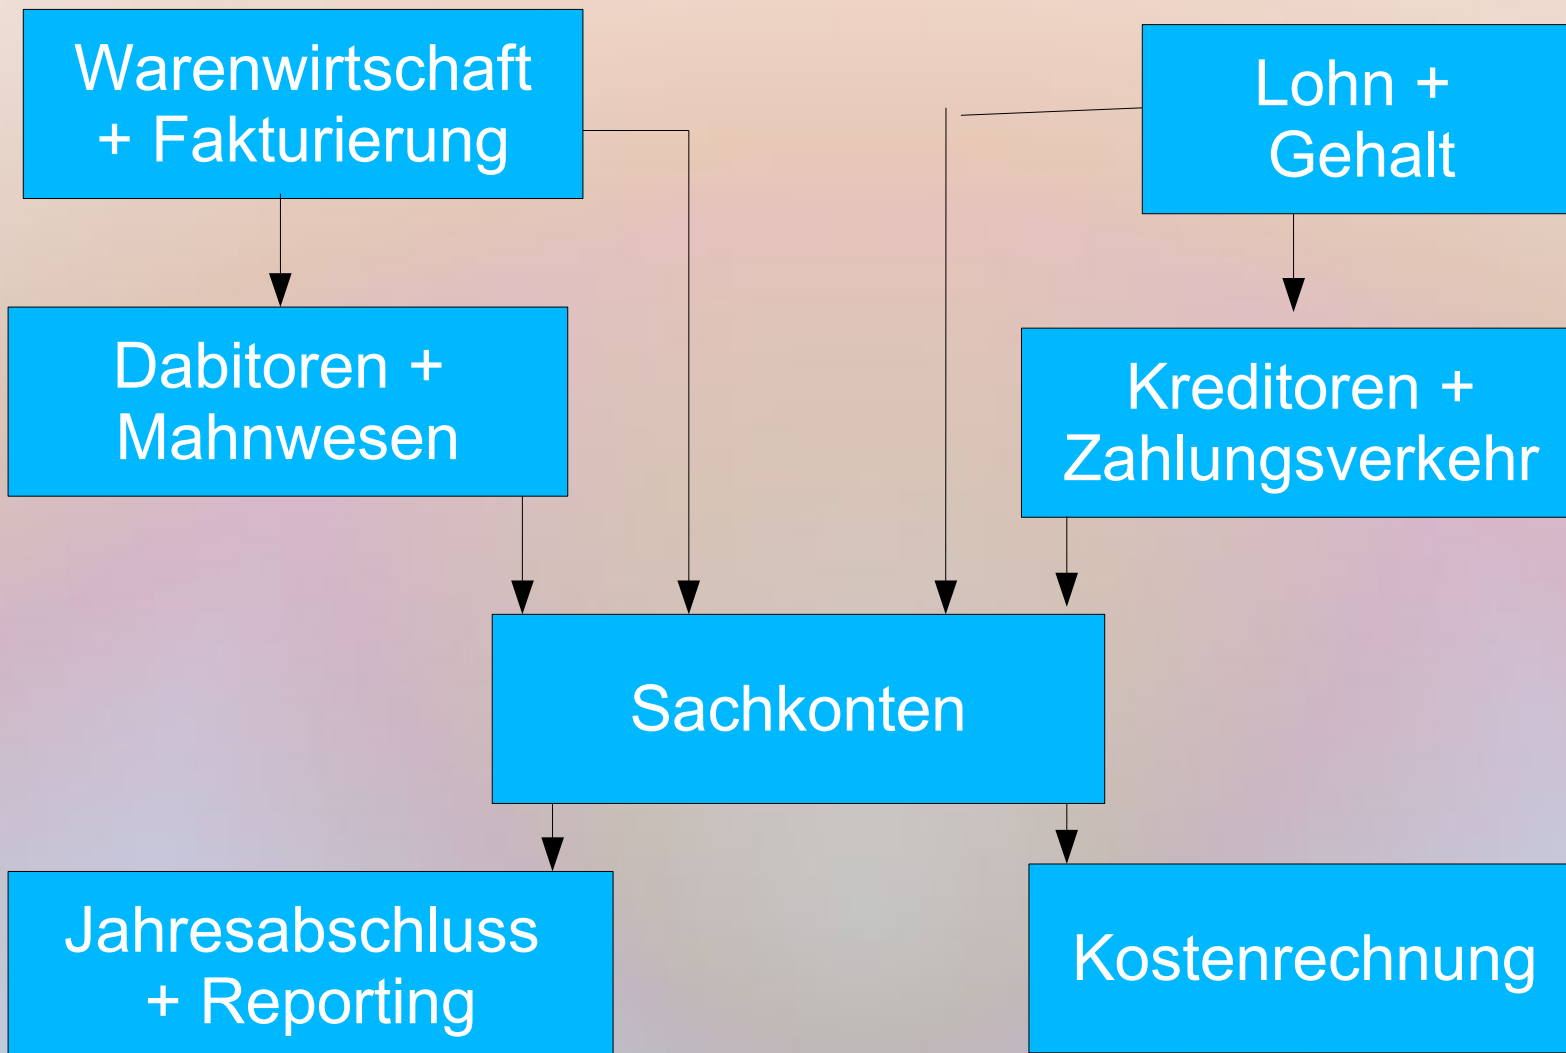 Warenwirtschaft
+ Fakturierung
Lohn +
Gehalt
Dabitoren +
Mahnwesen
Kreditoren +
Zahlungsverkehr
Sachkonten
Jahresabschluss
+ Reporting
Kostenrechnung